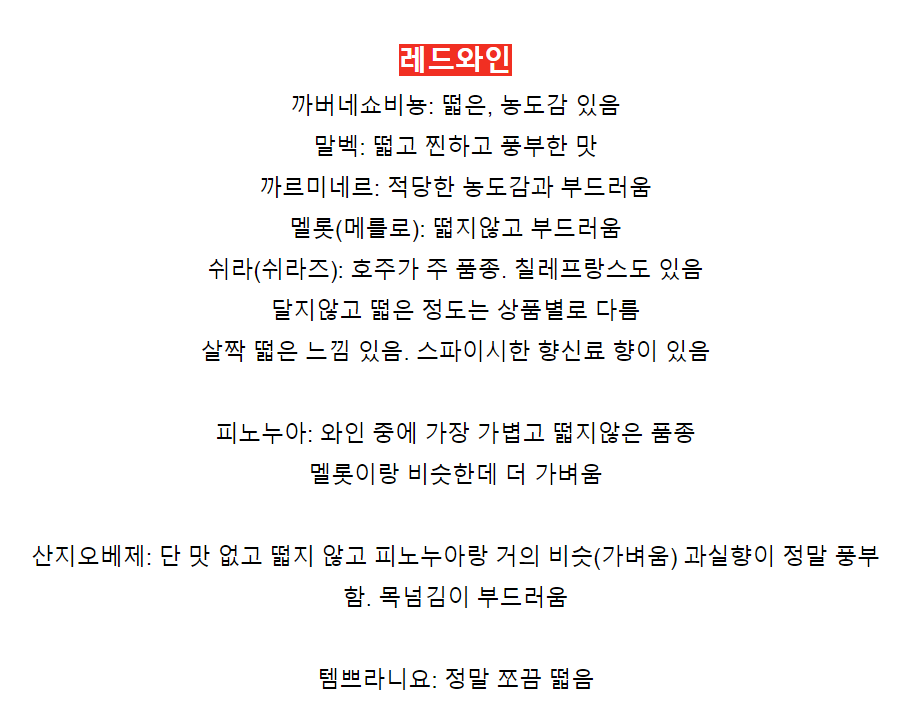 레드와인
까버네쇼비뇽: 떫은, 농도감 있음
말벡: 떫고 찐하고 풍부한 맛
까르미네르: 적당한 농도감과 부드러움
멜롯(메를로): 떫지않고 부드러움
쉬라(쉬라즈): 호주가 주 품종. 칠레프랑스도 있음
달지않고 떫은 정도는 상품별로 다름
살짝 떫은 느낌 있음. 스파이시한 향신료 향이 있음
피노누아: 와인 중에 가장 가볍고 떫지않은 품종
멜롯이랑 비슷한데 더 가벼움
산지오베제: 단 맛 없고 떫지 않고 피노누아랑 거의 비슷(가벼움) 과실향이 정말 풍부
함. 목넘김이 부드러움
템쁘라니요: 정말 쪼끔 떫음